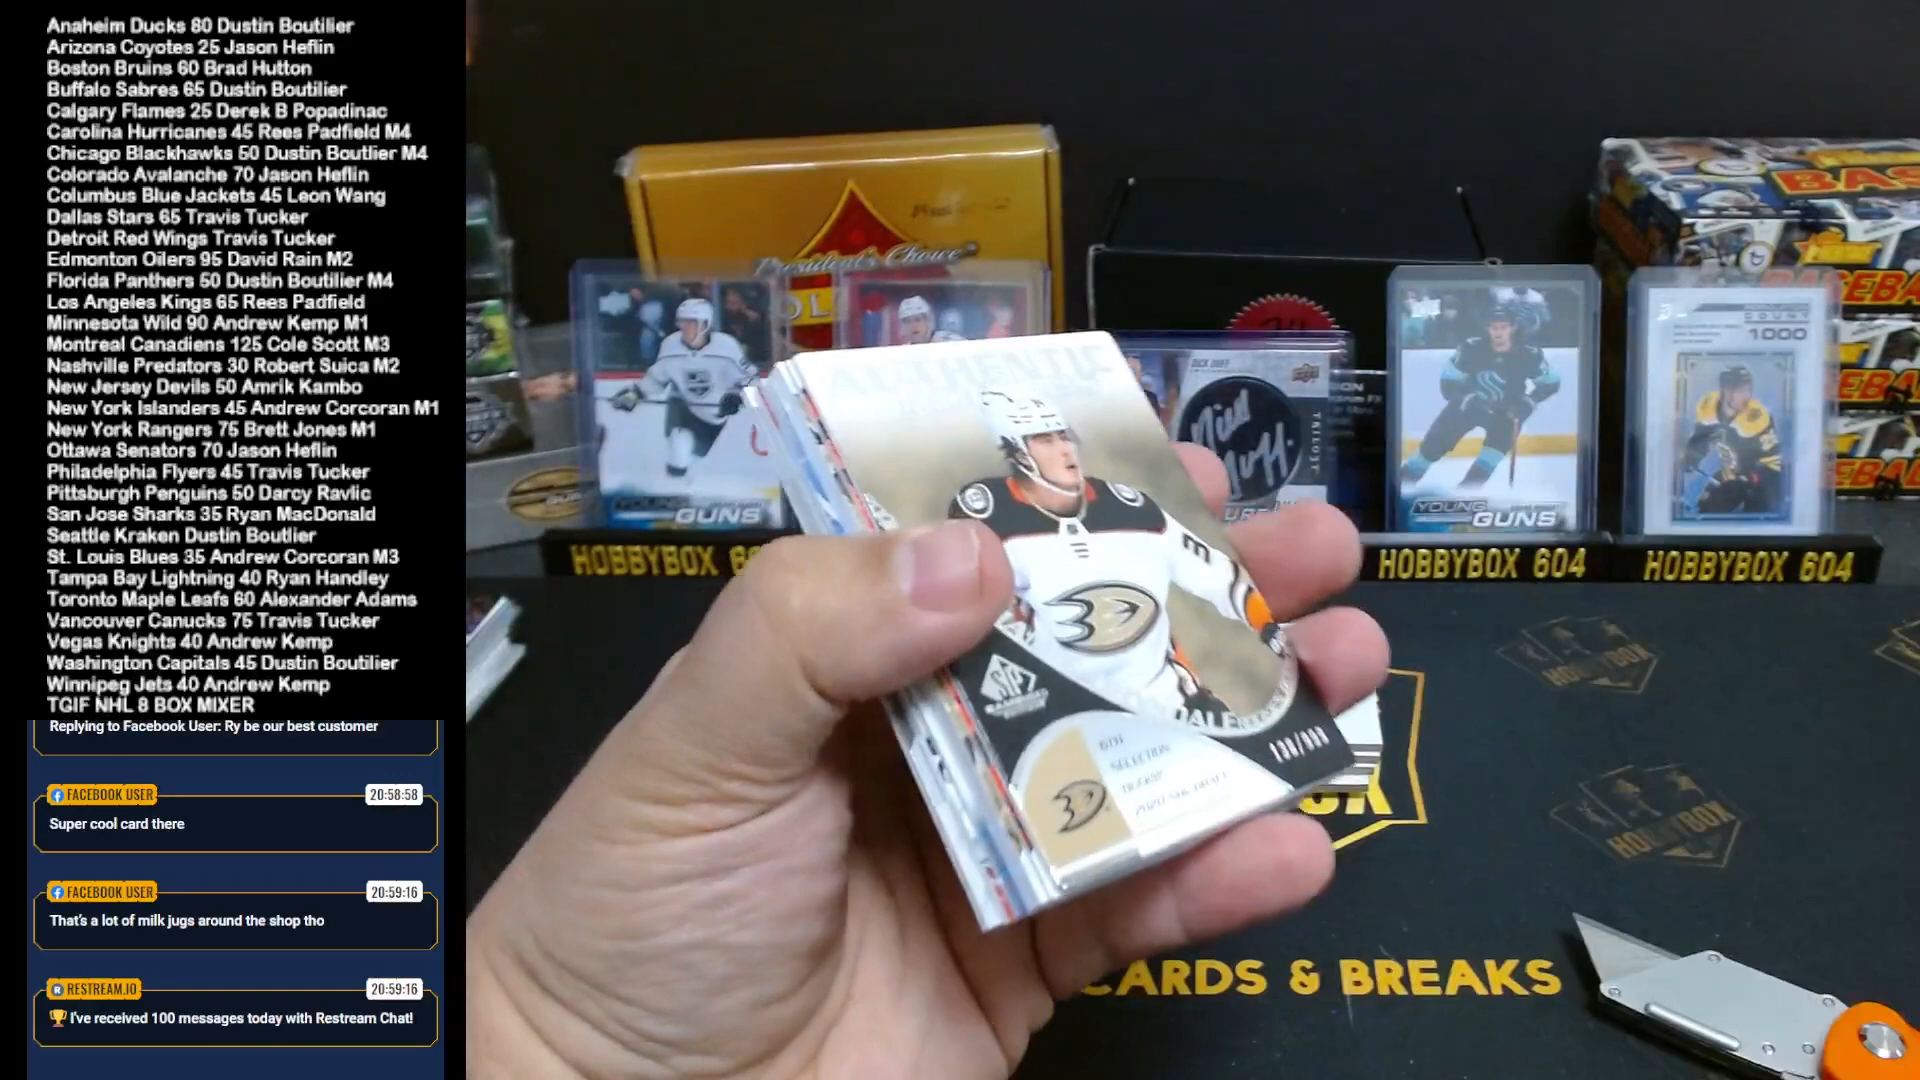 Anaheim Ducks 80 Dustin Boutilier
Arizona Coyotes 25 Jason Heflin
Boston Bruins 60 Brad Hutton
Buffalo Sabres 65 Dustin Boutilier
Calgary Flames 25 Derek B Popadinac
Carolina Hurricanes 45 Rees Padfield M4
Chicago Blackhawks 50 Dustin Boutlier M4
Colorado Avalanche 70 Jason Heflin
Columbus Blue Jackets 45 Leon Wang
Dallas Stars 65 Travis Tucker
Detroit Red Wings Travis Tucker
Edmonton Oilers 95 David Rain M2
Florida Panthers 50 Dustin Boutilier M4
Los Angeles Kings 65 Rees Padfield
Minnesota Wild 90 Andrew Kemp M1
Montreal Canadiens 125 Cole Scott M3
Nashville Predators 30 Robert Suica M2
New Jersey Devils 50 Amrik Kambo
New York Islanders 45 Andrew Corcoran M1
New York Rangers 75 Brett Jones M1
Ottawa Senators 70 Jason Heflin
Philadelphia Flyers 45 Travis Tucker
Pittsburgh Penguins 50 Darcy Ravlic
San Jose Sharks 35 Ryan MacDonald
Seattle Kraken Dustin Boutilier
St. Louis Blues 35 Andrew Corcoran M3
Tampa Bay Lightning 40 Ryan Handley
Toronto Maple Leafs 60 Alexander Adams
Vancouver Canucks 75 Travis Tucker
Vegas Knights 40 Andrew Kemp
Washington Capitals 45 Dustin Boutilier
Winnipeg Jets 40 Andrew Kemp
TGIF NHL 8 BOX MIXER
Replying to Facebook User: Ry be our best customer
FACEBOOK USER 20:58:58
Super cool card there
FACEBOOK USER 20:59:16
That's a lot of milk jugs around the shop tho
RESTREAM.IO 20:59:16
I've received 100 messages today with Restream Chat!
President's Choice
DICK DUFF
TRILOGY
1000
YOUNG GUNS
YOUNG GUNS
HOBBYBOX 6
HOBBYBOX 604
HOBBYBOX 604
SELECTION
CARDS & BREAKS
HOBBYBOX
HOBBYBOX